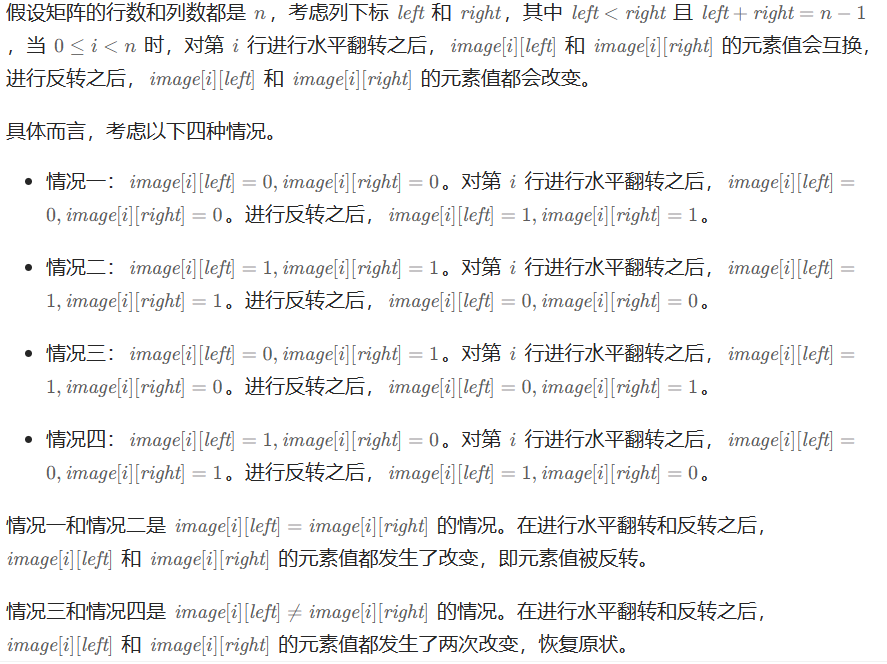 假设矩阵的行数和列数都是 n，考虑列下标 left 和 right，其中 left < right 且 left + right = n − 1
，当 0 ≤ i < n 时，对第 i 行进行水平翻转之后， image[i][left] 和 image[i][right] 的元素值会互换，
进行反转之后， image[i][left] 和 image[i][right] 的元素值都会改变。
具体而言，考虑以下四种情况。
• 情况一： image[i][left] = 0, image[i][right] = 0。对第 i 行进行水平翻转之后， image[i][left] =
0, image[i][right] = 0。进行反转之后， image[i][left] = 1, image[i][right] = 1。
• 情况二： image[i][left] = 1, image[i][right] = 1。对第 i 行进行水平翻转之后， image[i][left] =
1, image[i][right] = 1。进行反转之后， image[i][left] = 0, image[i][right] = 0。
• 情况三： image[i][left] = 0, image[i][right] = 1。对第 i 行进行水平翻转之后， image[i][left] =
1, image[i][right] = 0。进行反转之后， image[i][left] = 0, image[i][right] = 1。
• 情况四： image[i][left] = 1, image[i][right] = 0。对第 i 行进行水平翻转之后， image[i][left] =
0, image[i][right] = 1。进行反转之后， image[i][left] = 1, image[i][right] = 0。
情况一和情况二是 image[i][left] = image[i][right] 的情况。在进行水平翻转和反转之后，
image[i][left] 和 image[i][right] 的元素值都发生了改变，即元素值被反转。
情况三和情况四是 image[i][left] ≠ image[i][right] 的情况。在进行水平翻转和反转之后，
image[i][left] 和 image[i][right] 的元素值都发生了两次改变，恢复原状。